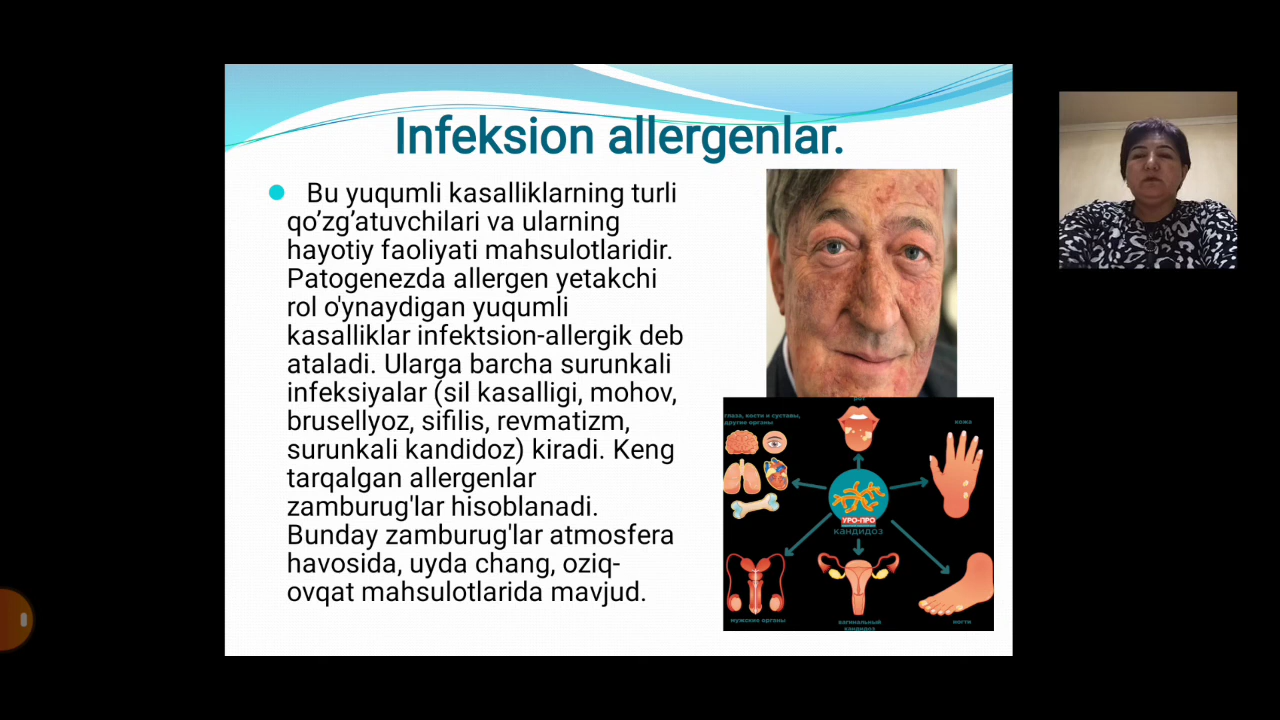 Infeksion allergenlar.
Bu yuqumli kasalliklarning turli
qo’zg’atuvchilari va ularning
hayotiy faoliyati mahsulotlaridir.
Patogenezda allergen yetakchi
rol o'ynaydigan yuqumli
kasalliklar infektsion-allergik deb
ataladi. Ularga barcha surunkali
infeksiyalar (sil kasalligi, mohov,
brusellyoz, sifilis, revmatizm,
surunkali kandidoz) kiradi. Keng
tarqalgan allergenlar
zamburug'lar hisoblanadi.
Bunday zamburug'lar atmosfera
havosida, uyda chang, oziq-
ovqat mahsulotlarida mavjud.
рот
глаза, кости и суставы,
другие органы
кожа
УРО-ПРО
кандидоз
мужские органы
вагинальный
кандидоз
ногти